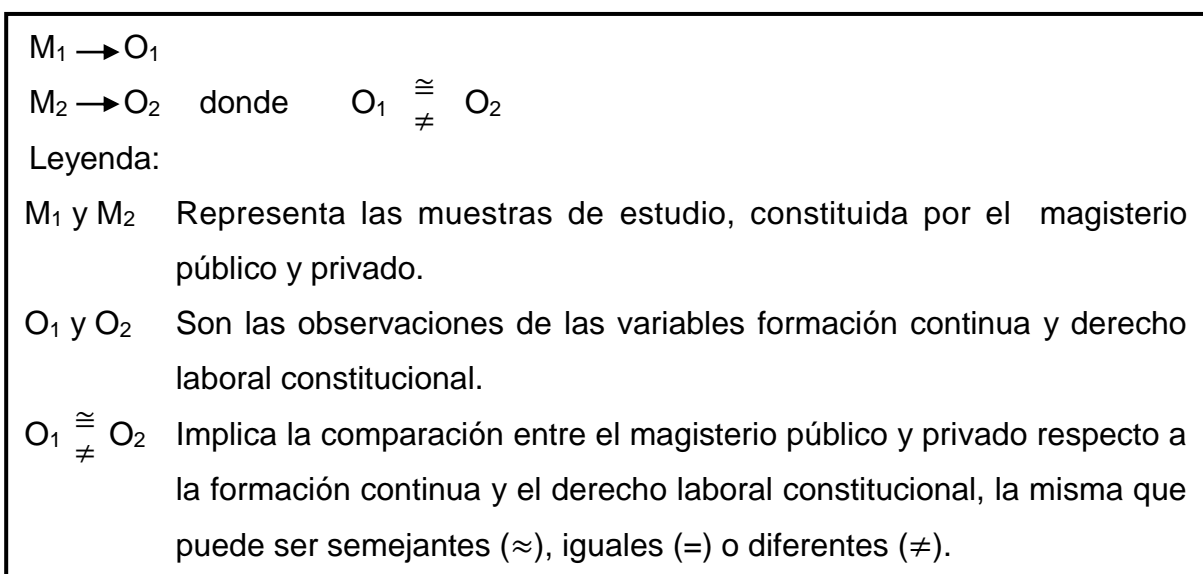 M₁ → O₁
M₂ → O₂ donde O₁ ≅ ≠ O₂
Leyenda:
M₁ y M₂ Representa las muestras de estudio, constituida por el magisterio
público y privado.
O₁ y O₂ Son las observaciones de las variables formación continua y derecho
laboral constitucional.
O₁ ≅ ≠ O₂ Implica la comparación entre el magisterio público y privado respecto a
la formación continua y el derecho laboral constitucional, la misma que
puede ser semejantes (≈), iguales (=) o diferentes (≠).